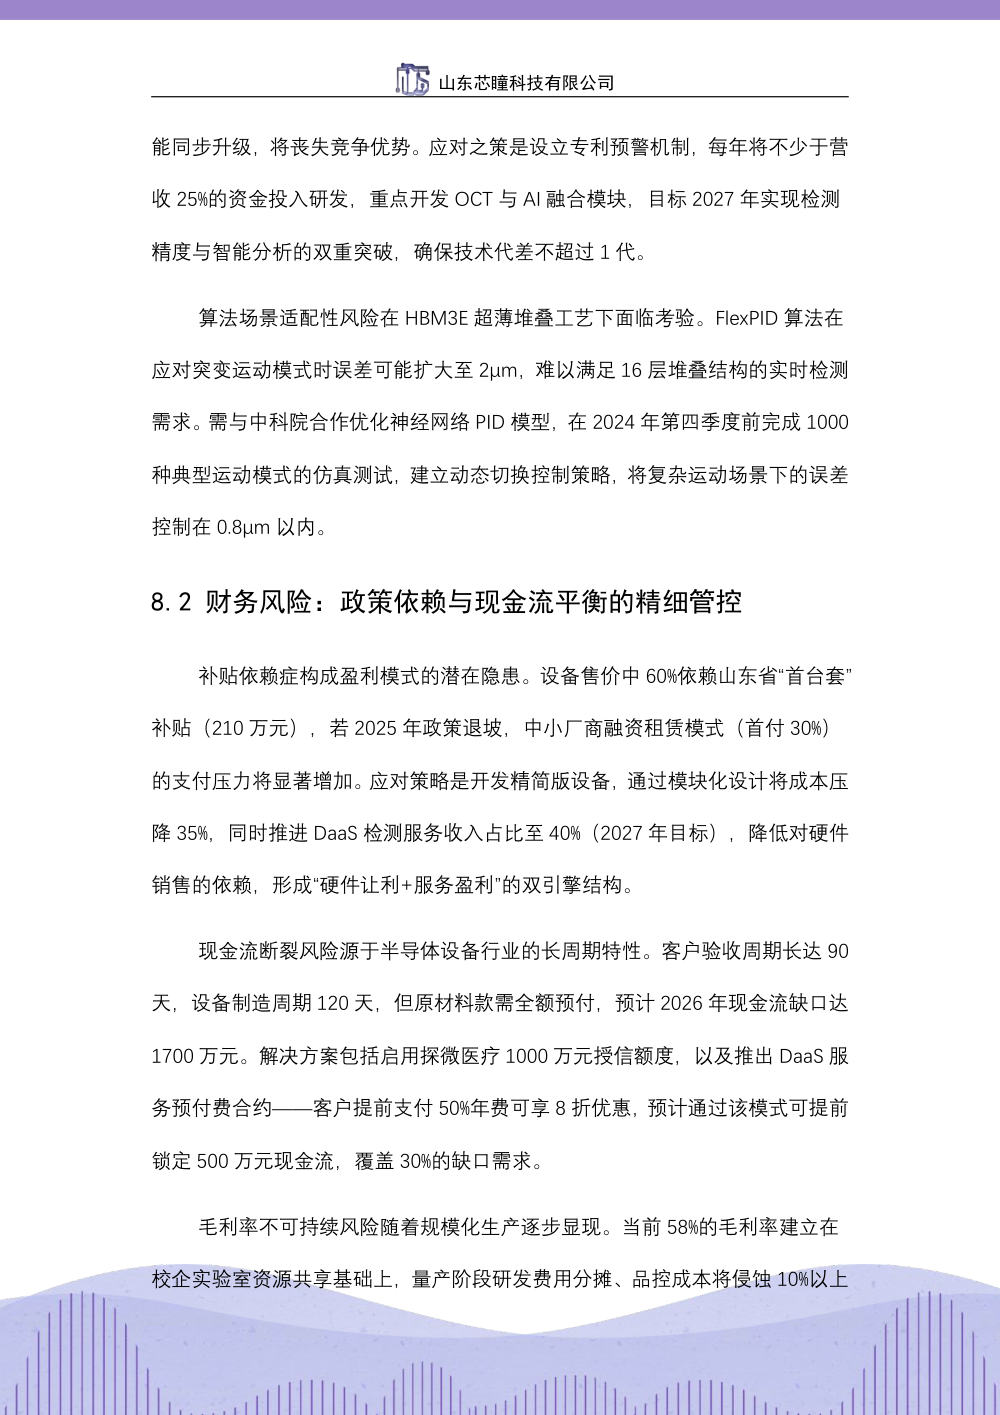 山东芯瞳科技有限公司
能同步升级，将丧失竞争优势。应对之策是设立专利预警机制，每年将不少于营
收 25%的资金投入研发，重点开发 OCT 与 AI 融合模块，目标 2027 年实现检测
精度与智能分析的双重突破，确保技术代差不超过 1 代。
算法场景适配性风险在 HBM3E 超薄堆叠工艺下面临考验。FlexPID 算法在
应对突变运动模式时误差可能扩大至 2μm，难以满足 16 层堆叠结构的实时检测
需求。需与中科院合作优化神经网络 PID 模型，在 2024 年第四季度前完成 1000
种典型运动模式的仿真测试，建立动态切换控制策略，将复杂运动场景下的误差
控制在 0.8μm 以内。
8.2 财务风险：政策依赖与现金流平衡的精细管控
补贴依赖症构成盈利模式的潜在隐患。设备售价中 60%依赖山东省“首台套”
补贴（210 万元），若 2025 年政策退坡，中小厂商融资租赁模式（首付 30%）
的支付压力将显著增加。应对策略是开发精简版设备，通过模块化设计将成本压
降 35%，同时推进 DaaS 检测服务收入占比至 40%（2027 年目标），降低对硬件
销售的依赖，形成“硬件让利+服务盈利”的双引擎结构。
现金流断裂风险源于半导体设备行业的长周期特性。客户验收周期长达 90
天，设备制造周期 120 天，但原材料款需全额预付，预计 2026 年现金流缺口达
1700 万元。解决方案包括启用探微医疗 1000 万元授信额度，以及推出 DaaS 服
务预付费合约——客户提前支付 50%年费可享 8 折优惠，预计通过该模式可提前
锁定 500 万元现金流，覆盖 30%的缺口需求。
毛利率不可持续风险随着规模化生产逐步显现。当前 58%的毛利率建立在
校企实验室资源共享基础上，量产阶段研发费用分摊、品控成本将侵蚀 10%以上